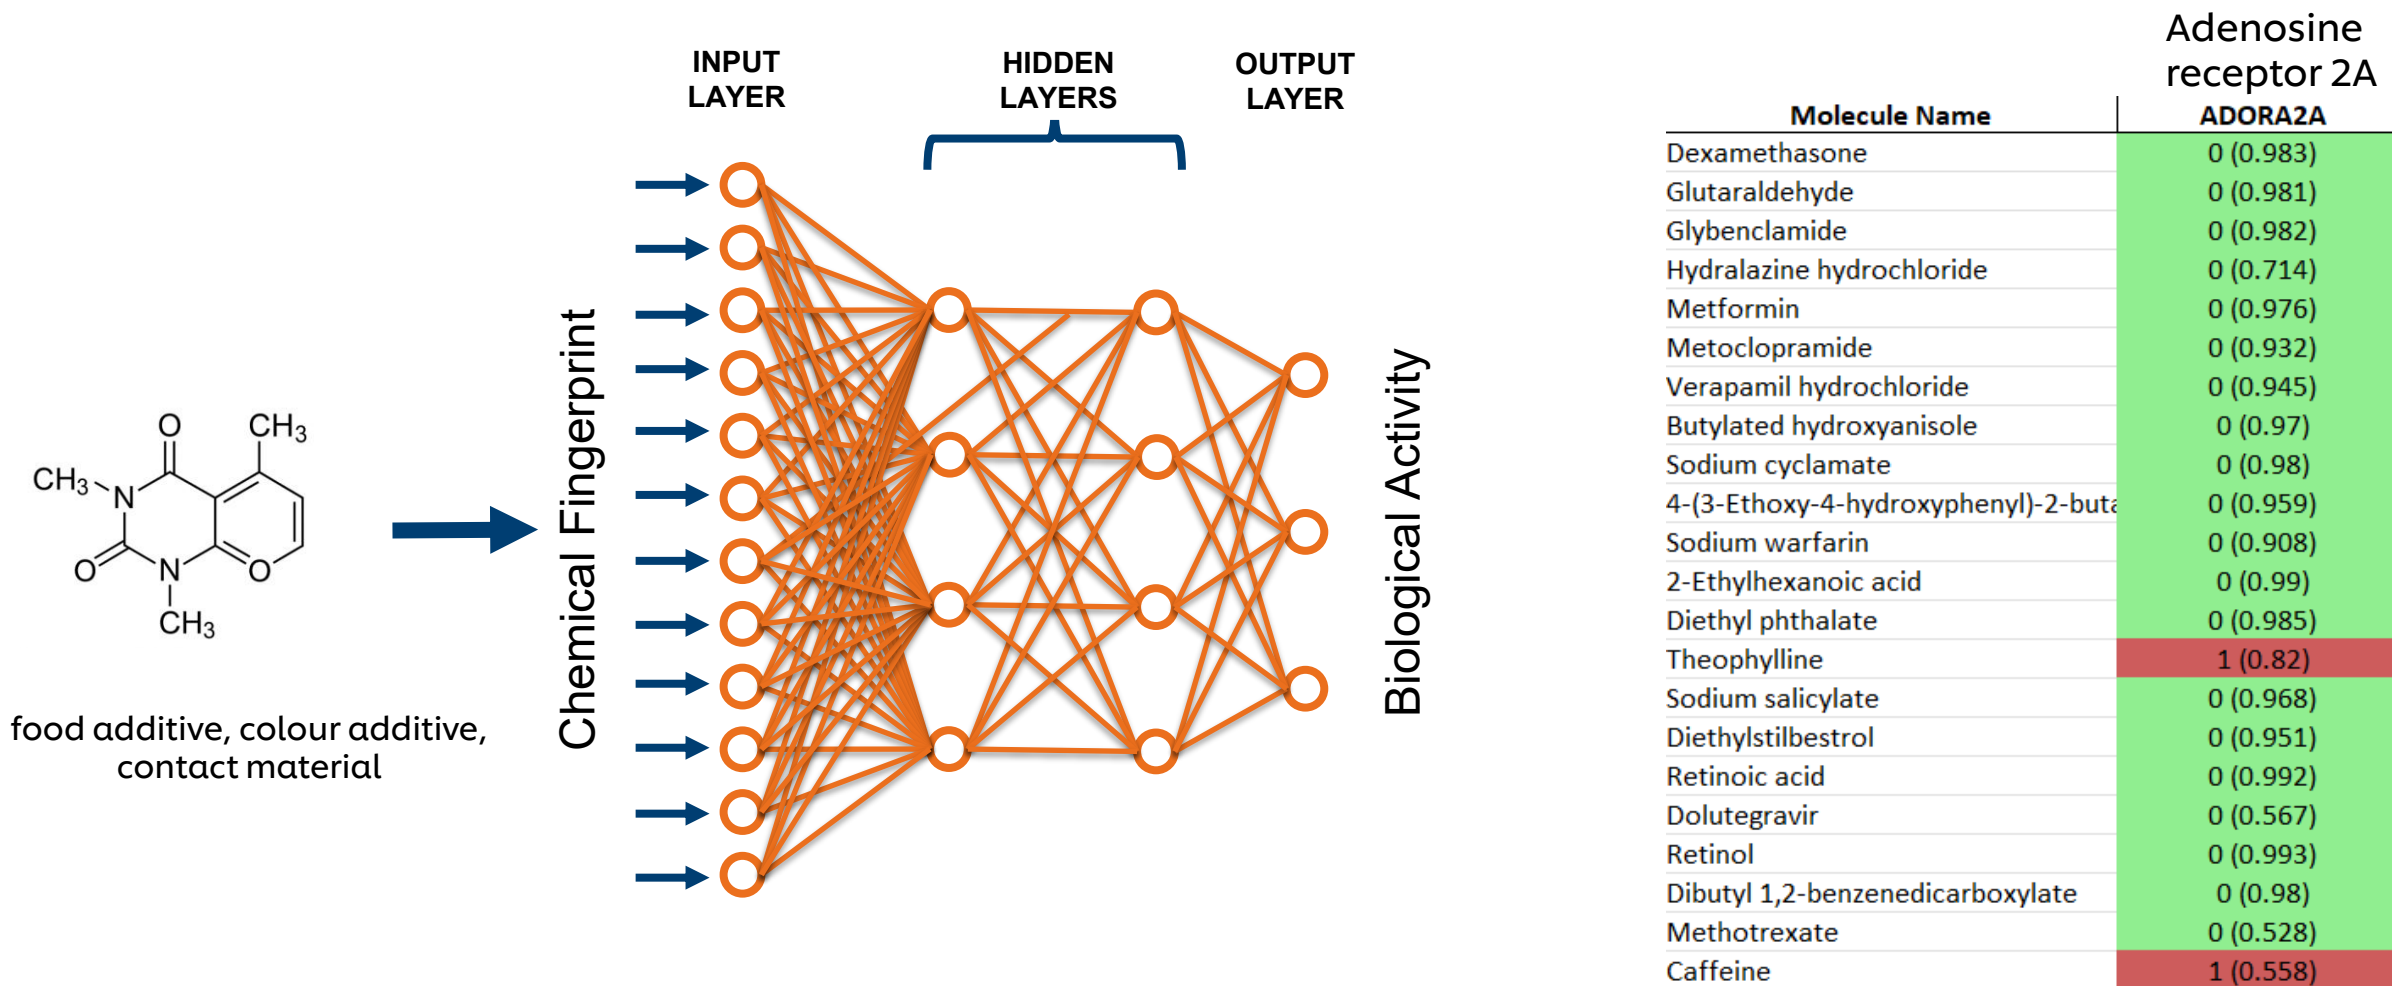 INPUT
LAYER
HIDDEN
LAYERS
OUTPUT
LAYER
Chemical Fingerprint
Biological Activity
O
CH3
CH3
N
O
N
O
CH3
food additive, colour additive,
contact material
Adenosine
receptor 2A
Molecule Name ADORA2A
Dexamethasone 0 (0.983)
Glutaraldehyde 0 (0.981)
Glybenclamide 0 (0.982)
Hydralazine hydrochloride 0 (0.714)
Metformin 0 (0.976)
Metoclopramide 0 (0.932)
Verapamil hydrochloride 0 (0.945)
Butylated hydroxyanisole 0 (0.97)
Sodium cyclamate 0 (0.98)
4-(3-Ethoxy-4-hydroxyphenyl)-2-buta 0 (0.959)
Sodium warfarin 0 (0.908)
2-Ethylhexanoic acid 0 (0.99)
Diethyl phthalate 0 (0.985)
Theophylline 1 (0.82)
Sodium salicylate 0 (0.968)
Diethylstilbestrol 0 (0.951)
Retinoic acid 0 (0.992)
Dolutegravir 0 (0.567)
Retinol 0 (0.993)
Dibutyl 1,2-benzenedicarboxylate 0 (0.98)
Methotrexate 0 (0.528)
Caffeine 1 (0.558)